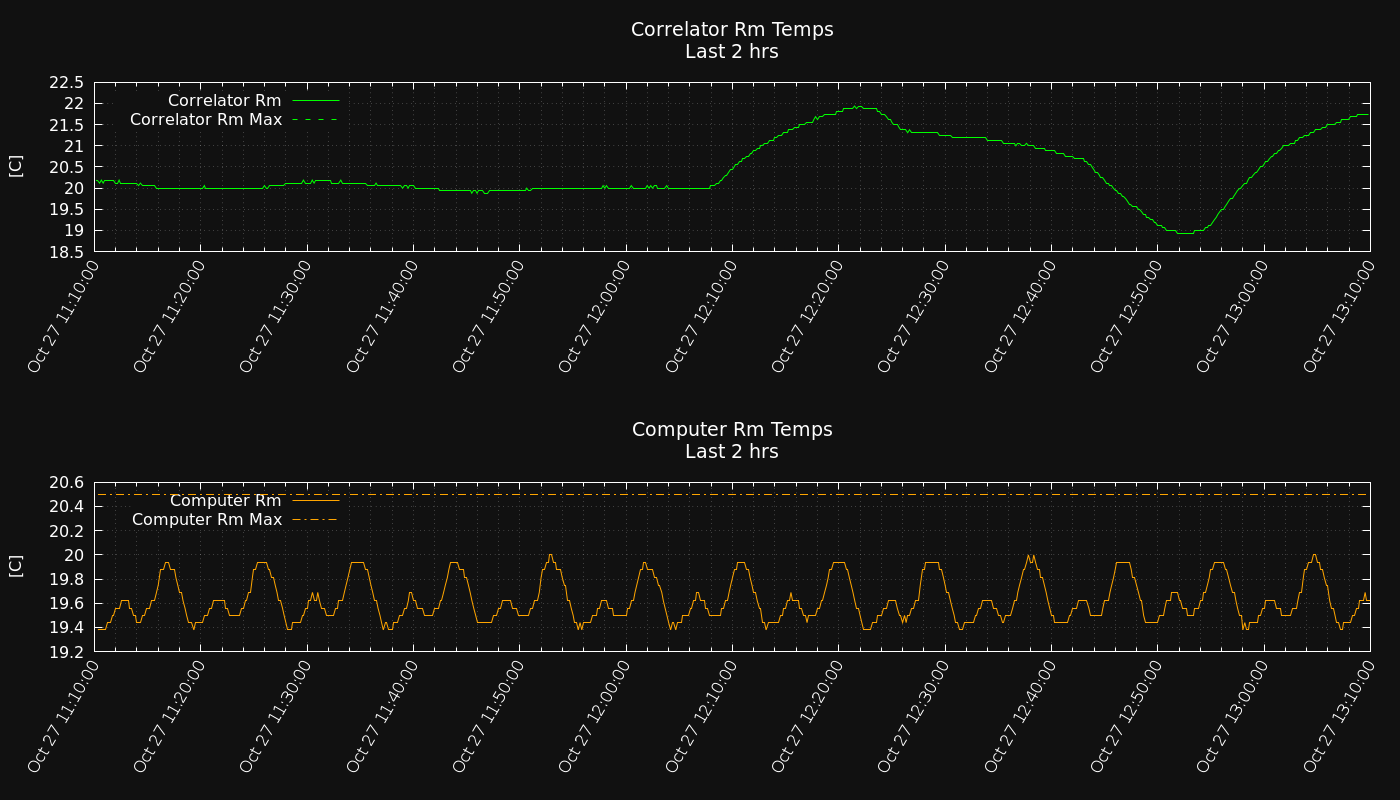 Correlator Rm Temps
Last 2 hrs
22.5
22
21.5
21
20.5
20
19.5
19
18.5
[C]
Correlator Rm
Correlator Rm Max
Oct 27 11:10:00
Oct 27 11:20:00
Oct 27 11:30:00
Oct 27 11:40:00
Oct 27 11:50:00
Oct 27 12:00:00
Oct 27 12:10:00
Oct 27 12:20:00
Oct 27 12:30:00
Oct 27 12:40:00
Oct 27 12:50:00
Oct 27 13:00:00
Oct 27 13:10:00
Computer Rm Temps
Last 2 hrs
20.6
20.4
20.2
20
19.8
19.6
19.4
19.2
[C]
Computer Rm
Computer Rm Max
Oct 27 11:10:00
Oct 27 11:20:00
Oct 27 11:30:00
Oct 27 11:40:00
Oct 27 11:50:00
Oct 27 12:00:00
Oct 27 12:10:00
Oct 27 12:20:00
Oct 27 12:30:00
Oct 27 12:40:00
Oct 27 12:50:00
Oct 27 13:00:00
Oct 27 13:10:00